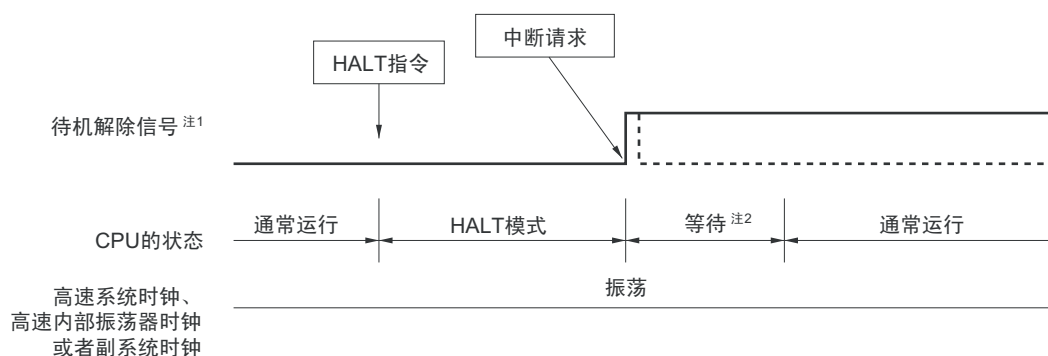 中断请求
HALT指令
待机解除信号 注1
CPU的状态
通常运行
HALT模式
等待 注2
通常运行
高速系统时钟、
高速内部振荡器时钟
或者副系统时钟
振荡